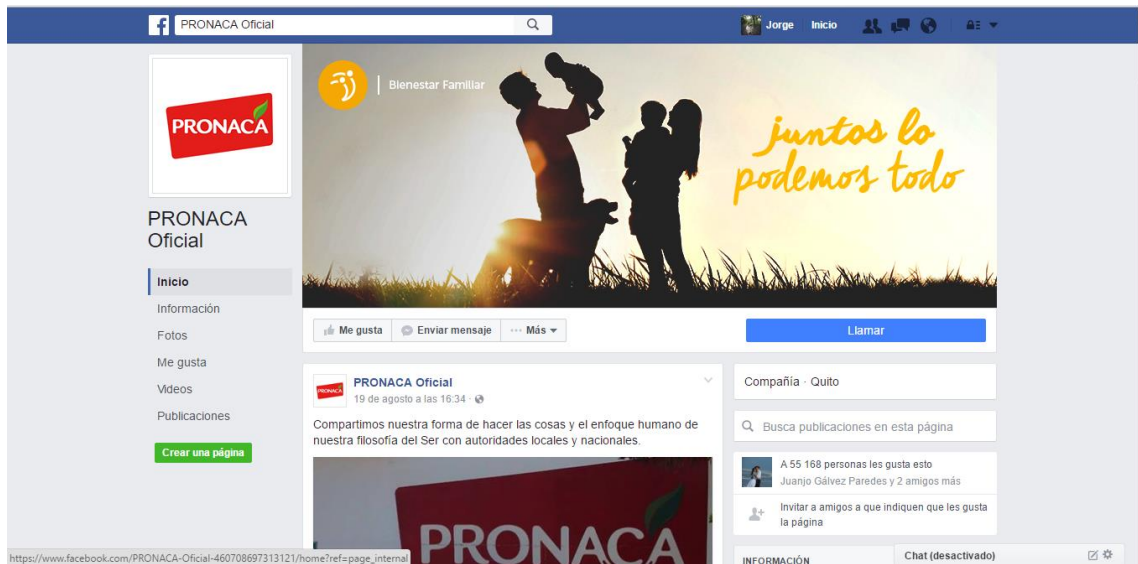 PRONACA Oficial
Jorge Inicio
PRONACA
Bienestar Familiar
juntos lo
podemos todo
PRONACA
Oficial
Inicio
Información
Fotos
Me gusta
Videos
Publicaciones
Crear una página
Me gusta Enviar mensaje ··· Más
Llamar
PRONACA
PRONACA Oficial
19 de agosto a las 16:34 ·
Compartimos nuestra forma de hacer las cosas y el enfoque humano de
nuestra filosofía del Ser con autoridades locales y nacionales.
PRONACA
Compañía · Quito
Busca publicaciones en esta página
A 55 168 personas les gusta esto
Juanjo Gálvez Paredes y 2 amigos más
Invitar a amigos a que indiquen que les gusta
la página
INFORMACIÓN
Chat (desactivado)
https://www.facebook.com/PRONACA-Oficial-460708697313121/home?ref=page_internal